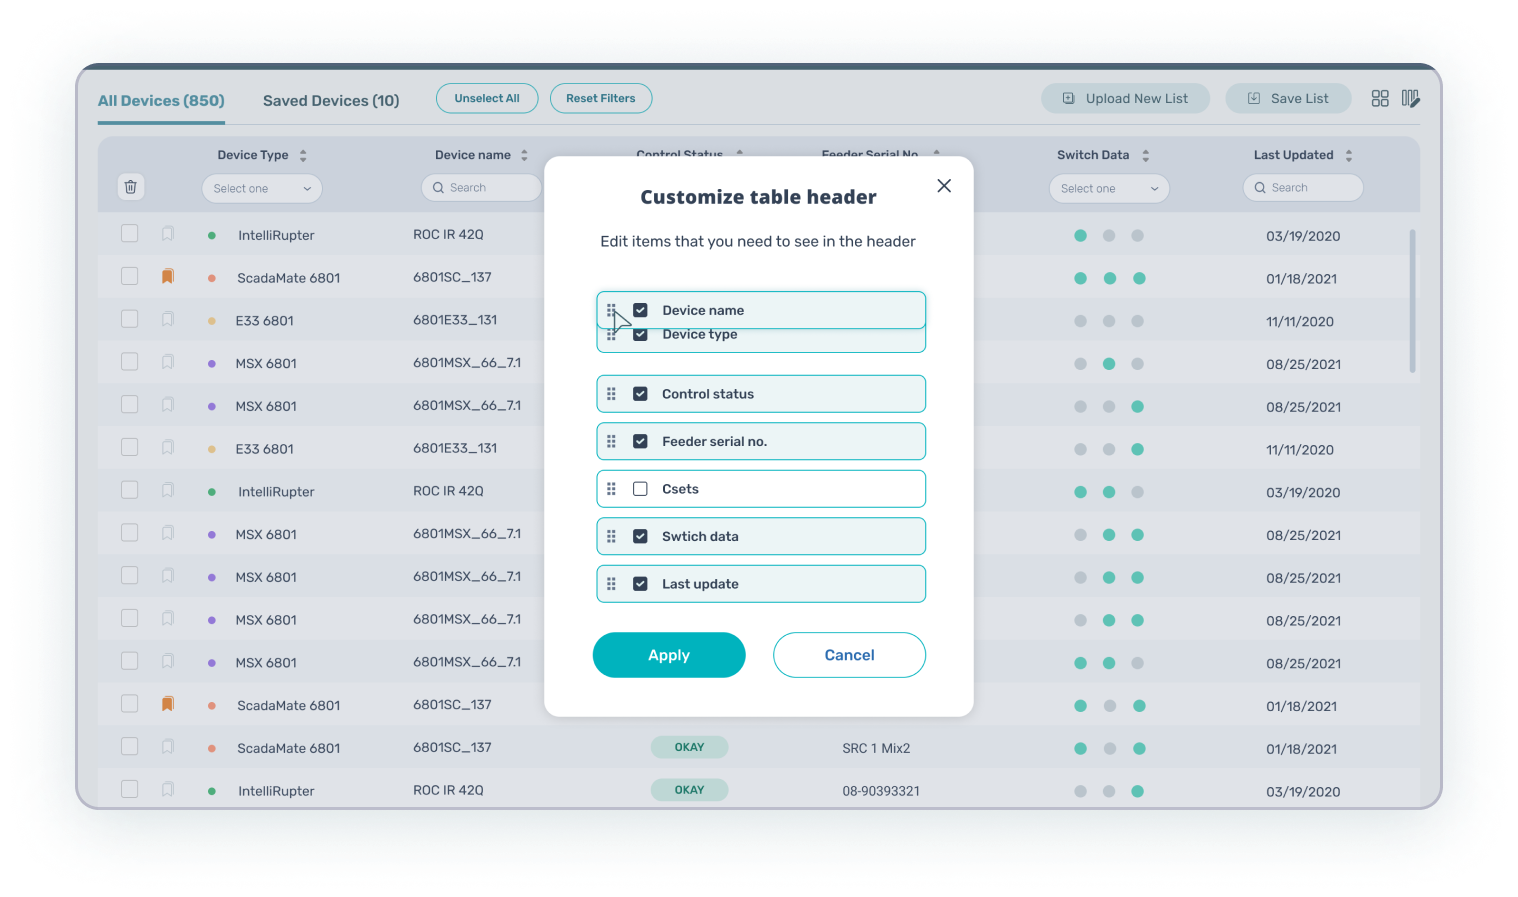 All Devices (850) Saved Devices (10) Unselect All Reset Filters Upload New List Save List
Device Type Device name Control Status Feeder Serial No. Switch Data Last Updated
Select one Search Select one Search
Customize table header
Edit items that you need to see in the header
Device name
Device type
Control status
Feeder serial no.
Csets
Swtich data
Last update
Apply Cancel
IntelliRupter ROC IR 42Q 03/19/2020
ScadaMate 6801 6801SC_137 01/18/2021
E33 6801 6801E33_131 11/11/2020
MSX 6801 6801MSX_66_7.1 08/25/2021
MSX 6801 6801MSX_66_7.1 08/25/2021
E33 6801 6801E33_131 11/11/2020
IntelliRupter ROC IR 42Q 03/19/2020
MSX 6801 6801MSX_66_7.1 08/25/2021
MSX 6801 6801MSX_66_7.1 08/25/2021
MSX 6801 6801MSX_66_7.1 08/25/2021
MSX 6801 6801MSX_66_7.1 08/25/2021
ScadaMate 6801 6801SC_137 01/18/2021
ScadaMate 6801 6801SC_137 OKAY SRC 1 Mix2 01/18/2021
IntelliRupter ROC IR 42Q OKAY 08-90393321 03/19/2020